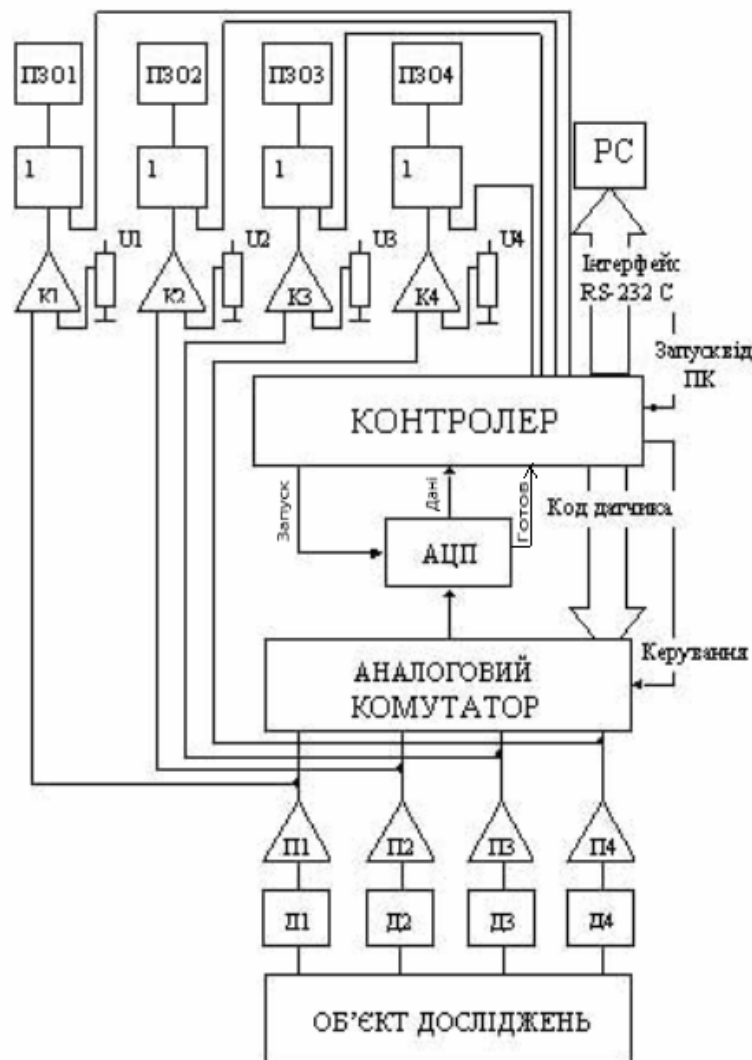 ПЗО1 ПЗО2 ПЗО3 ПЗО4
РС
1 1 1 1
U1 U2 U3 U4
К1 К2 К3 К4
Інтерфейс
RS-232 С
Запуск від
ПК
КОНТРОЛЕР
Запуск
Дані
Готов
Код датчика
АЦП
Керування
АНАЛОГОВИЙ
КОМУТАТОР
П1 П2 П3 П4
Д1 Д2 Д3 Д4
ОБ’ЄКТ ДОСЛІДЖЕНЬ